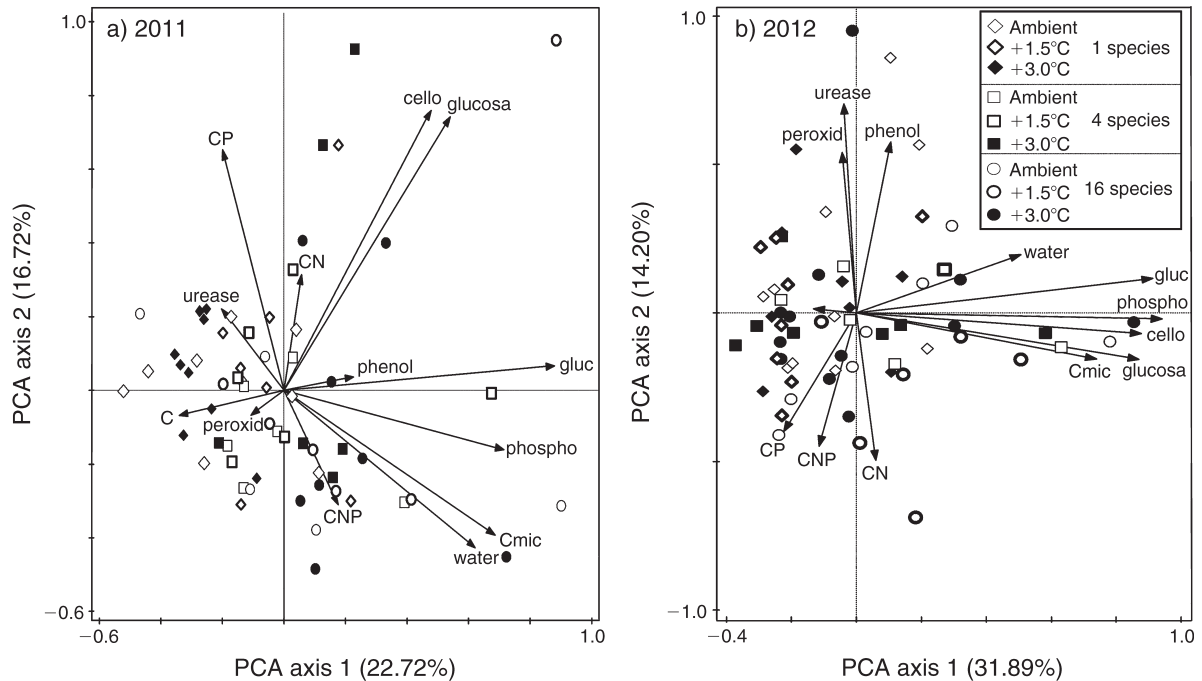 a) 2011
1.0
PCA axis 2 (16.72%)
−0.6
−0.6
1.0
PCA axis 1 (22.72%)
cello
glucosa
CP
CN
urease
phenol
gluc
C
peroxid
phospho
CNP
Cmic
water
b) 2012
1.0
PCA axis 2 (14.20%)
−1.0
−0.4
1.0
PCA axis 1 (31.89%)
urease
peroxid
phenol
water
gluc
phospho
cello
Cmic
glucosa
CP
CNP
CN
Ambient
+1.5°C
1 species
+3.0°C
Ambient
+1.5°C
4 species
+3.0°C
Ambient
+1.5°C
16 species
+3.0°C